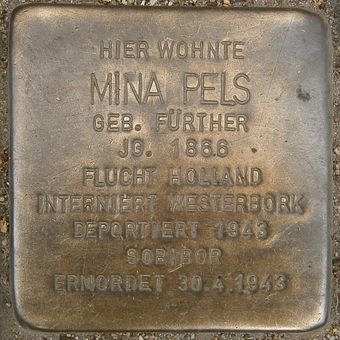 HIER WOHNTE
MINA PELS
GEB. FÜRTHER
JG. 1866
FLUCHT HOLLAND
INTERNIERT WESTERBORK
DEPORTIERT 1943
SOBIBOR
ERMORDET 30.4.1943